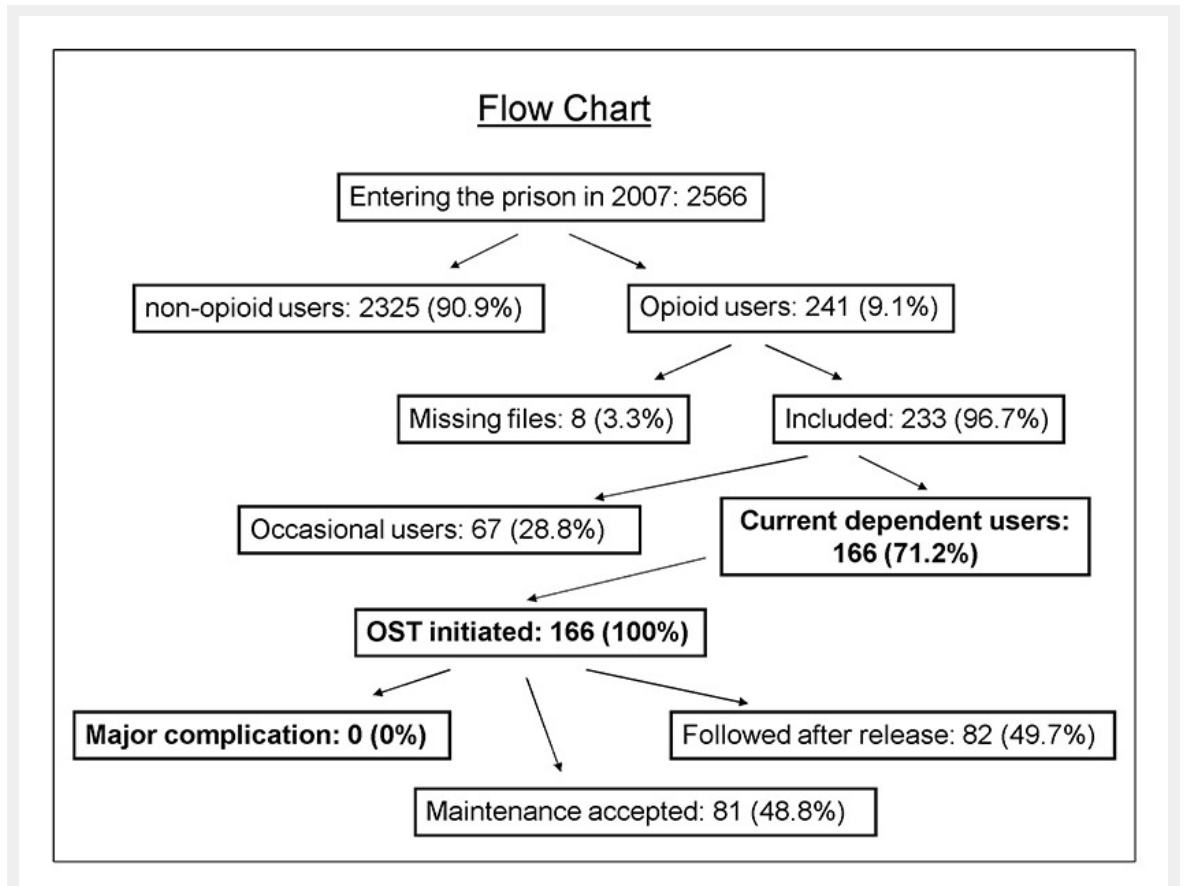 Flow Chart
Entering the prison in 2007: 2566
non-opioid users: 2325 (90.9%)
Opioid users: 241 (9.1%)
Missing files: 8 (3.3%)
Included: 233 (96.7%)
Occasional users: 67 (28.8%)
Current dependent users:
166 (71.2%)
OST initiated: 166 (100%)
Major complication: 0 (0%)
Followed after release: 82 (49.7%)
Maintenance accepted: 81 (48.8%)